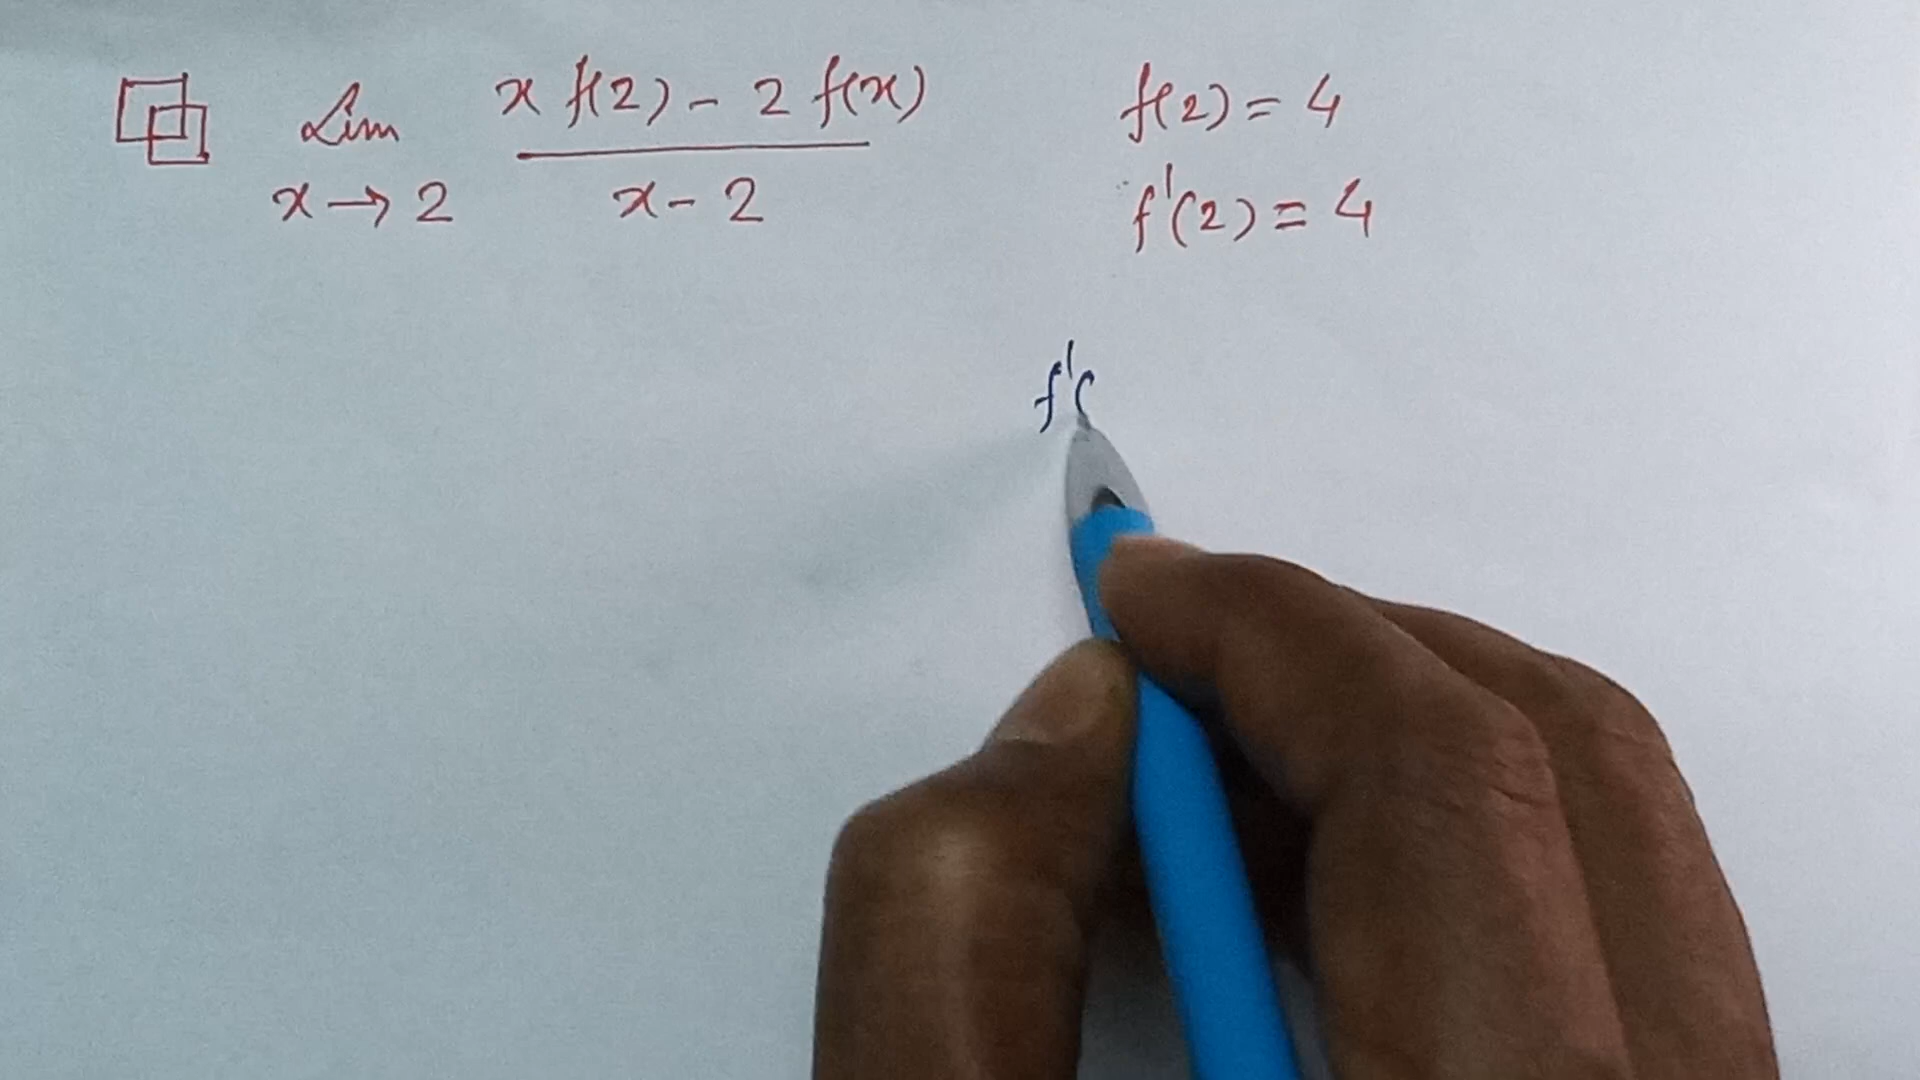 Lim x→2 (x f(2) - 2 f(x)) / (x - 2)
f(2) = 4
f'(2) = 4
f'(